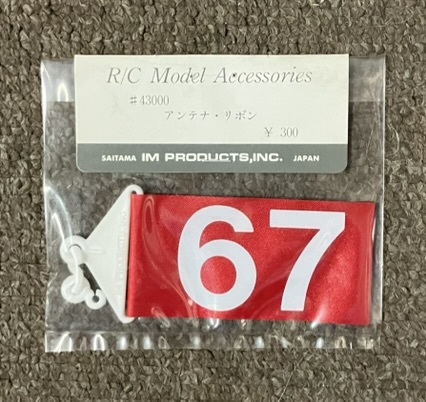 R/C Model Accessories
#43000
アンテナ・リボン
¥ 300
SAITAMA IM PRODUCTS,INC. JAPAN
67